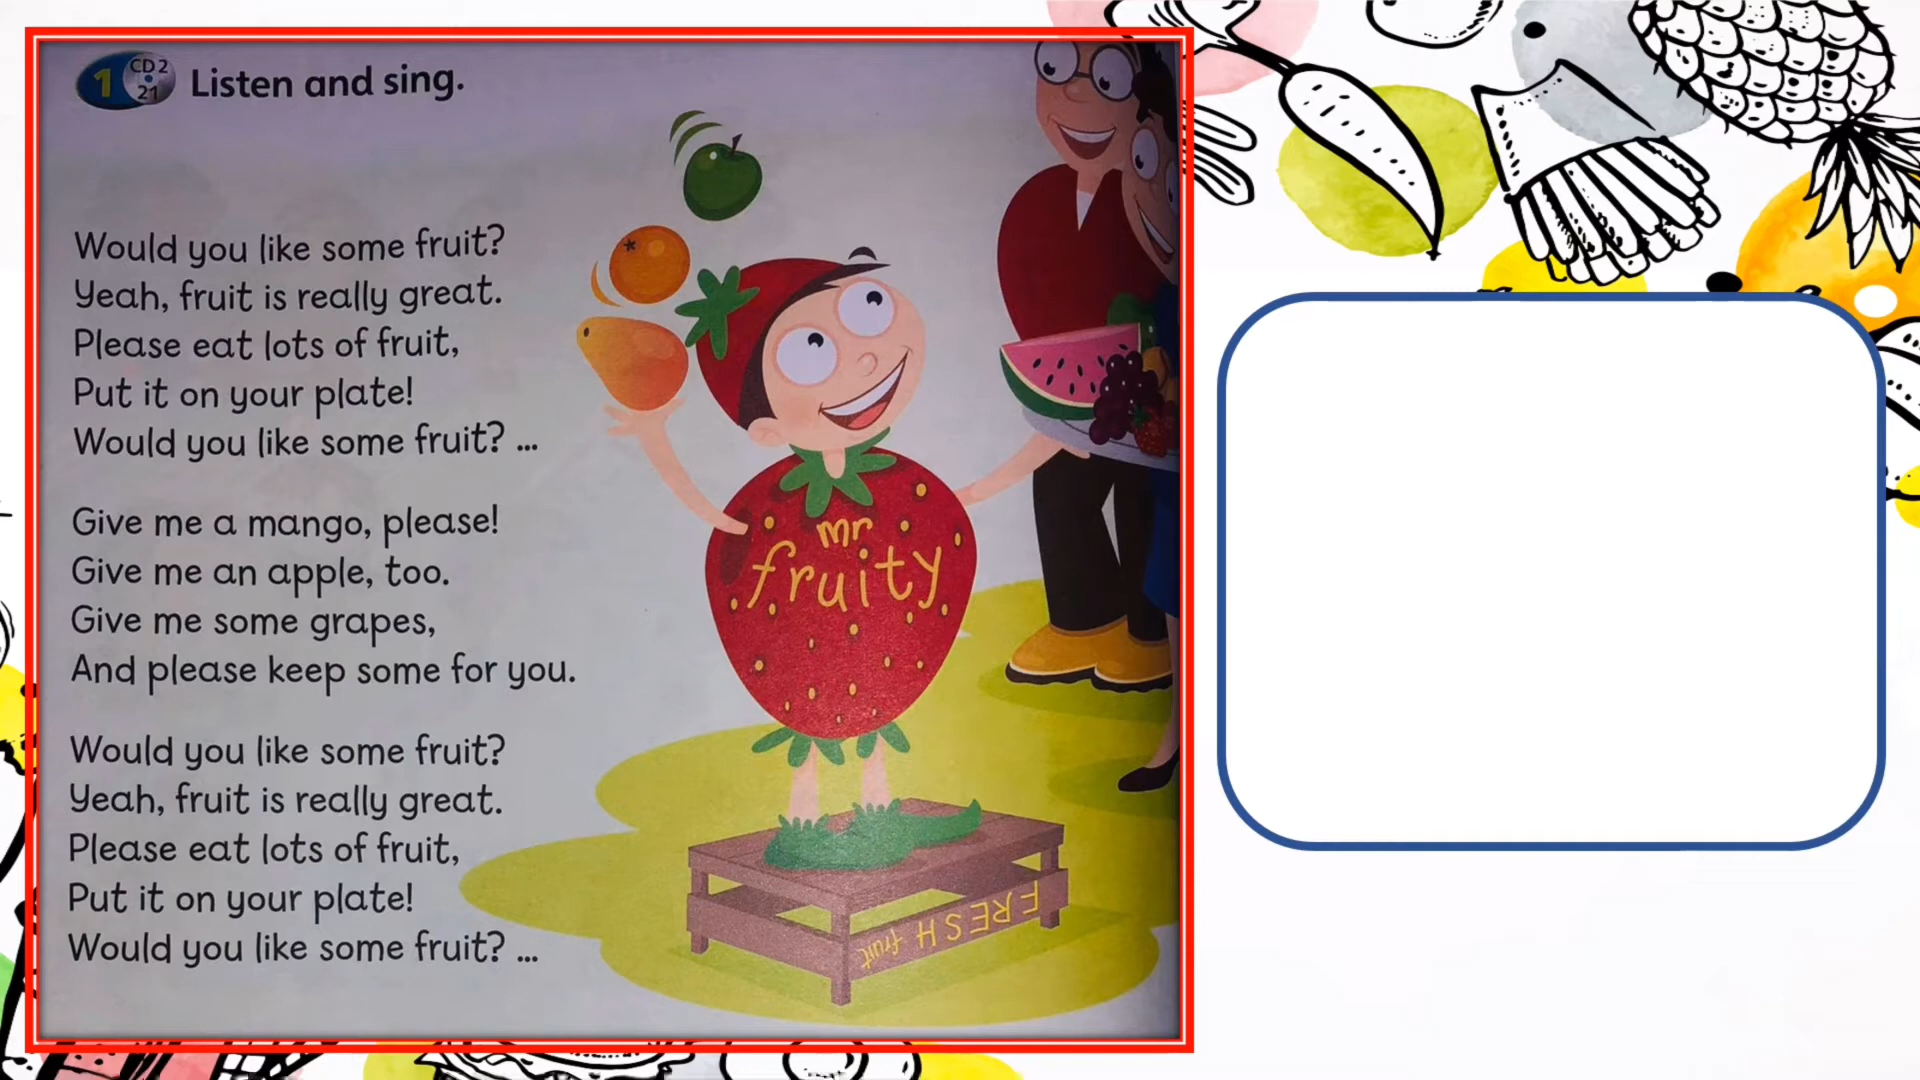 1 CD2 21 Listen and sing.
Would you like some fruit?
Yeah, fruit is really great.
Please eat lots of fruit,
Put it on your plate!
Would you like some fruit? ...
Give me a mango, please!
Give me an apple, too.
Give me some grapes,
And please keep some for you.
Would you like some fruit?
Yeah, fruit is really great.
Please eat lots of fruit,
Put it on your plate!
Would you like some fruit? ...
mr
fruity
FRESH fruit